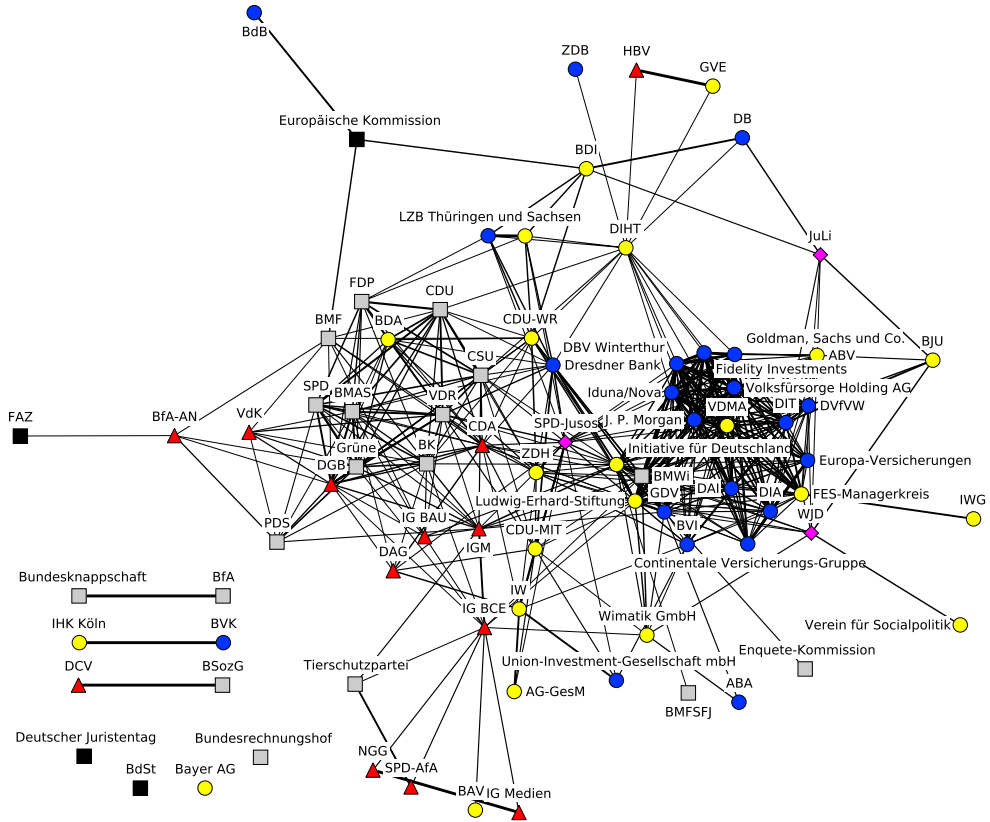 BdB
ZDB
HBV
GVE
Europäische Kommission
DB
BDI
LZB Thüringen und Sachsen
DIHT
JuLi
FDP
CDU
BMF
BDA
CDU-WR
Goldman, Sachs und Co.
BJU
DBV Winterthur
ABV
CSU
Dresdner Bank
Fidelity Investments
SPD
BMAS
VDR
Iduna/Nova
Volksfürsorge Holding AG
FAZ
BfA-AN
VdK
CDA
SPD-Jusos
J. P. Morgan
VDMA
DIT
DVfVW
Grüne
BK
ZDH
Initiative für Deutschland
DGB
BMWi
Europa-Versicherungen
Ludwig-Erhard-Stiftung
GDV
DAI
DIA
FES-Managerkreis
IWG
PDS
IG BAU
IGM
CDU-MIT
BVI
WJD
DAG
Continentale Versicherungs-Gruppe
Bundesknappschaft
BfA
IW
IG BCE
Wimatik GmbH
IHK Köln
BVK
Verein für Socialpolitik
DCV
BSozG
Tierschutzpartei
Union-Investment-Gesellschaft mbH
Enquete-Kommission
AG-GesM
ABA
BMFSFJ
Deutscher Juristentag
Bundesrechnungshof
NGG
SPD-AfA
BdSt
Bayer AG
BAV
IG Medien